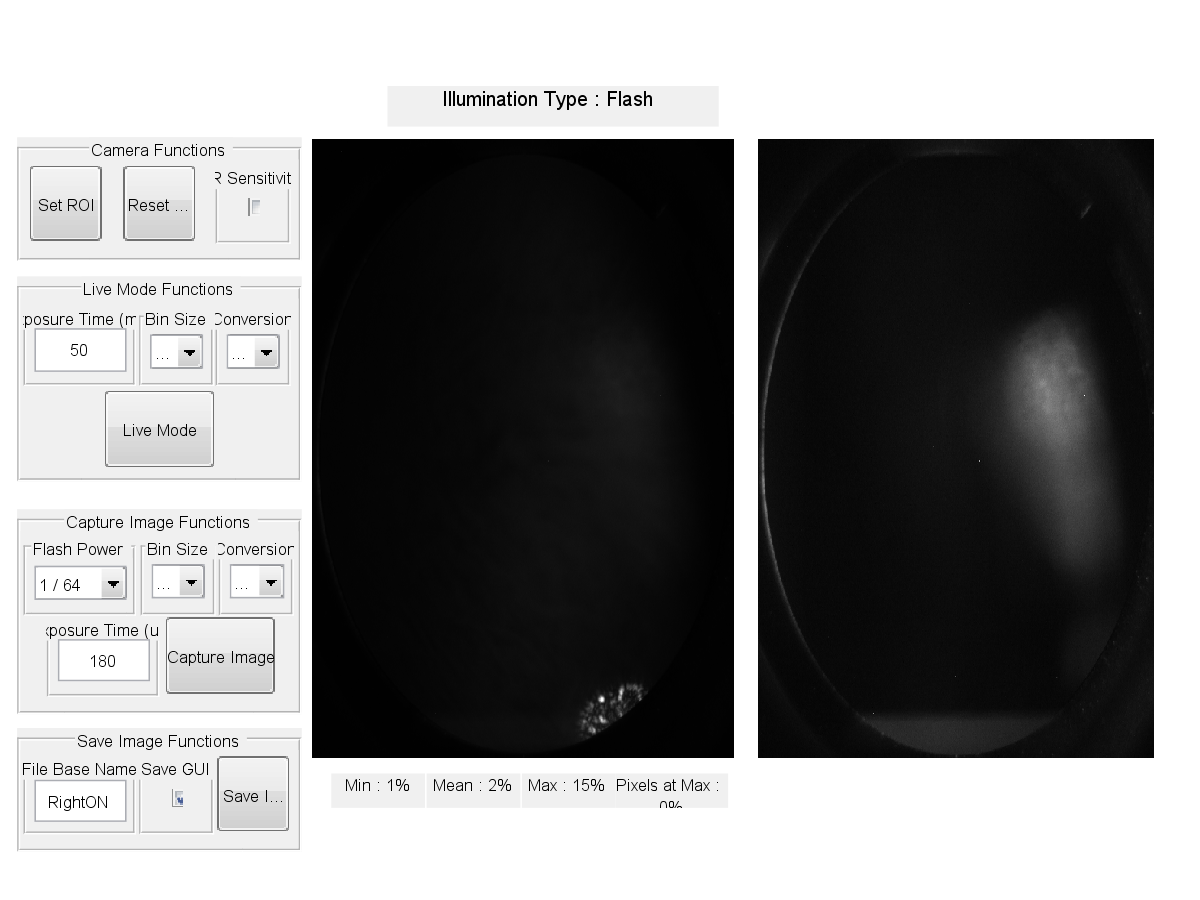 Illumination Type : Flash
Camera Functions
Set ROI
Reset ...
R Sensitivit
Live Mode Functions
posure Time (m
Bin Size
Conversion
50
...
...
Live Mode
Capture Image Functions
Flash Power
Bin Size
Conversion
1 / 64
...
...
xposure Time (u
180
Capture Image
Save Image Functions
File Base Name
Save GUI
RightON
Save I...
Min : 1%
Mean : 2%
Max : 15%
Pixels at Max :
0%